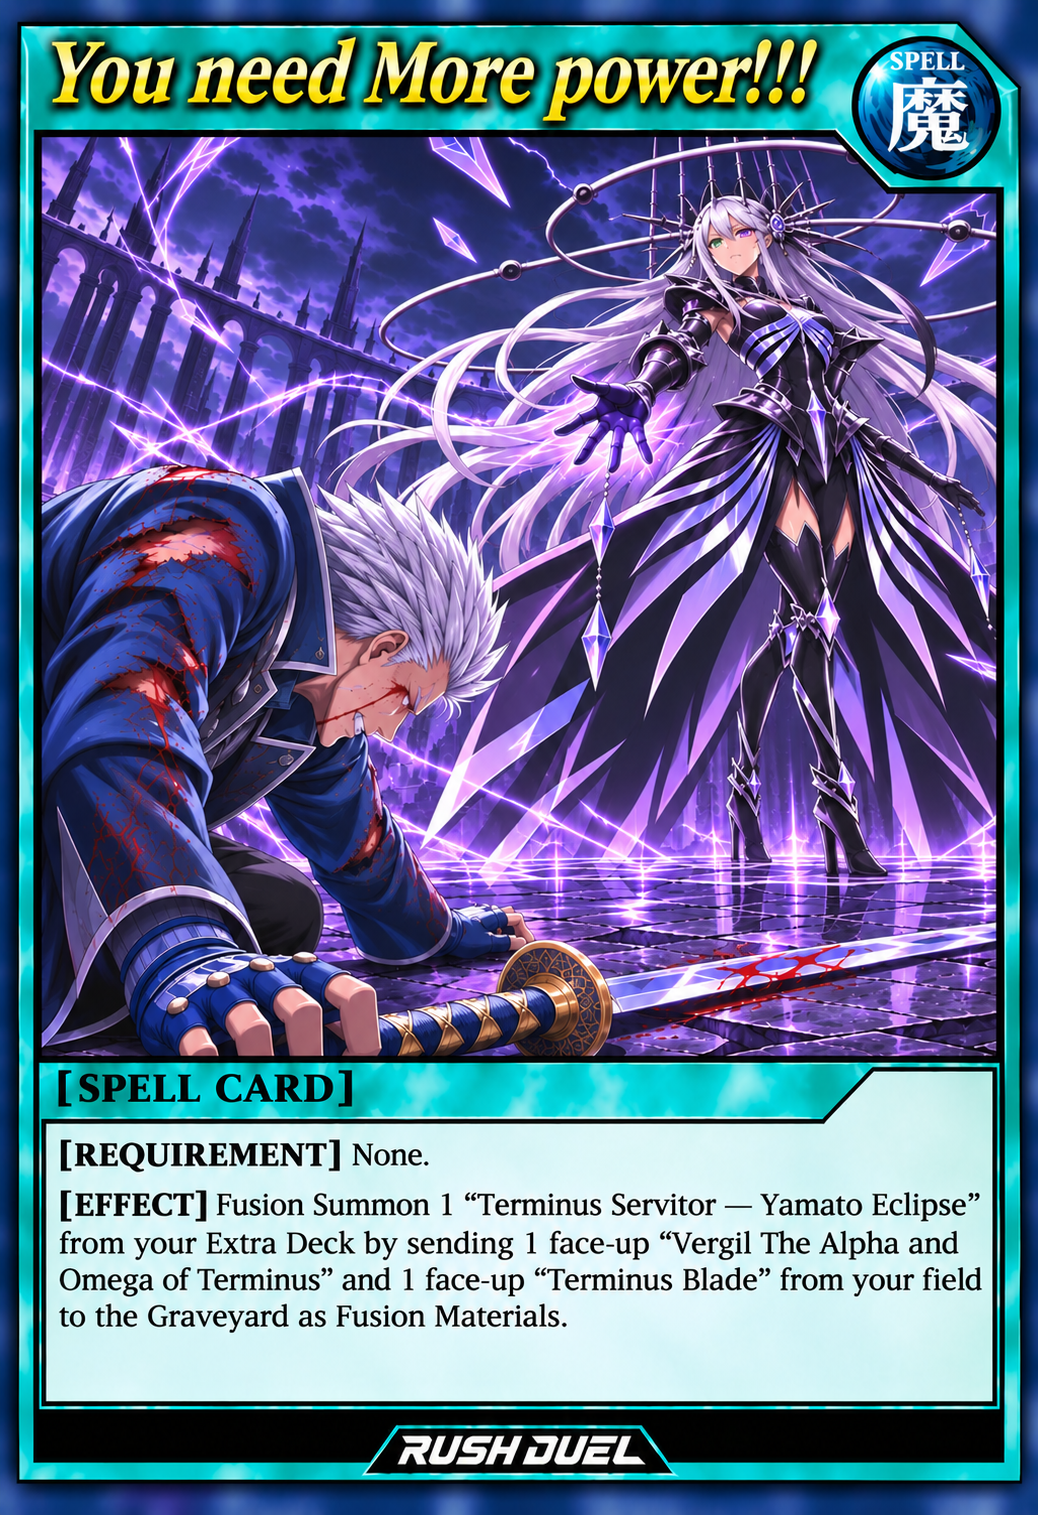 You need More power!!!
SPELL
魔
[SPELL CARD]
[REQUIREMENT] None.
[EFFECT] Fusion Summon 1 “Terminus Servitor — Yamato Eclipse”
from your Extra Deck by sending 1 face-up “Vergil The Alpha and
Omega of Terminus” and 1 face-up “Terminus Blade” from your field
to the Graveyard as Fusion Materials.
RUSH DUEL